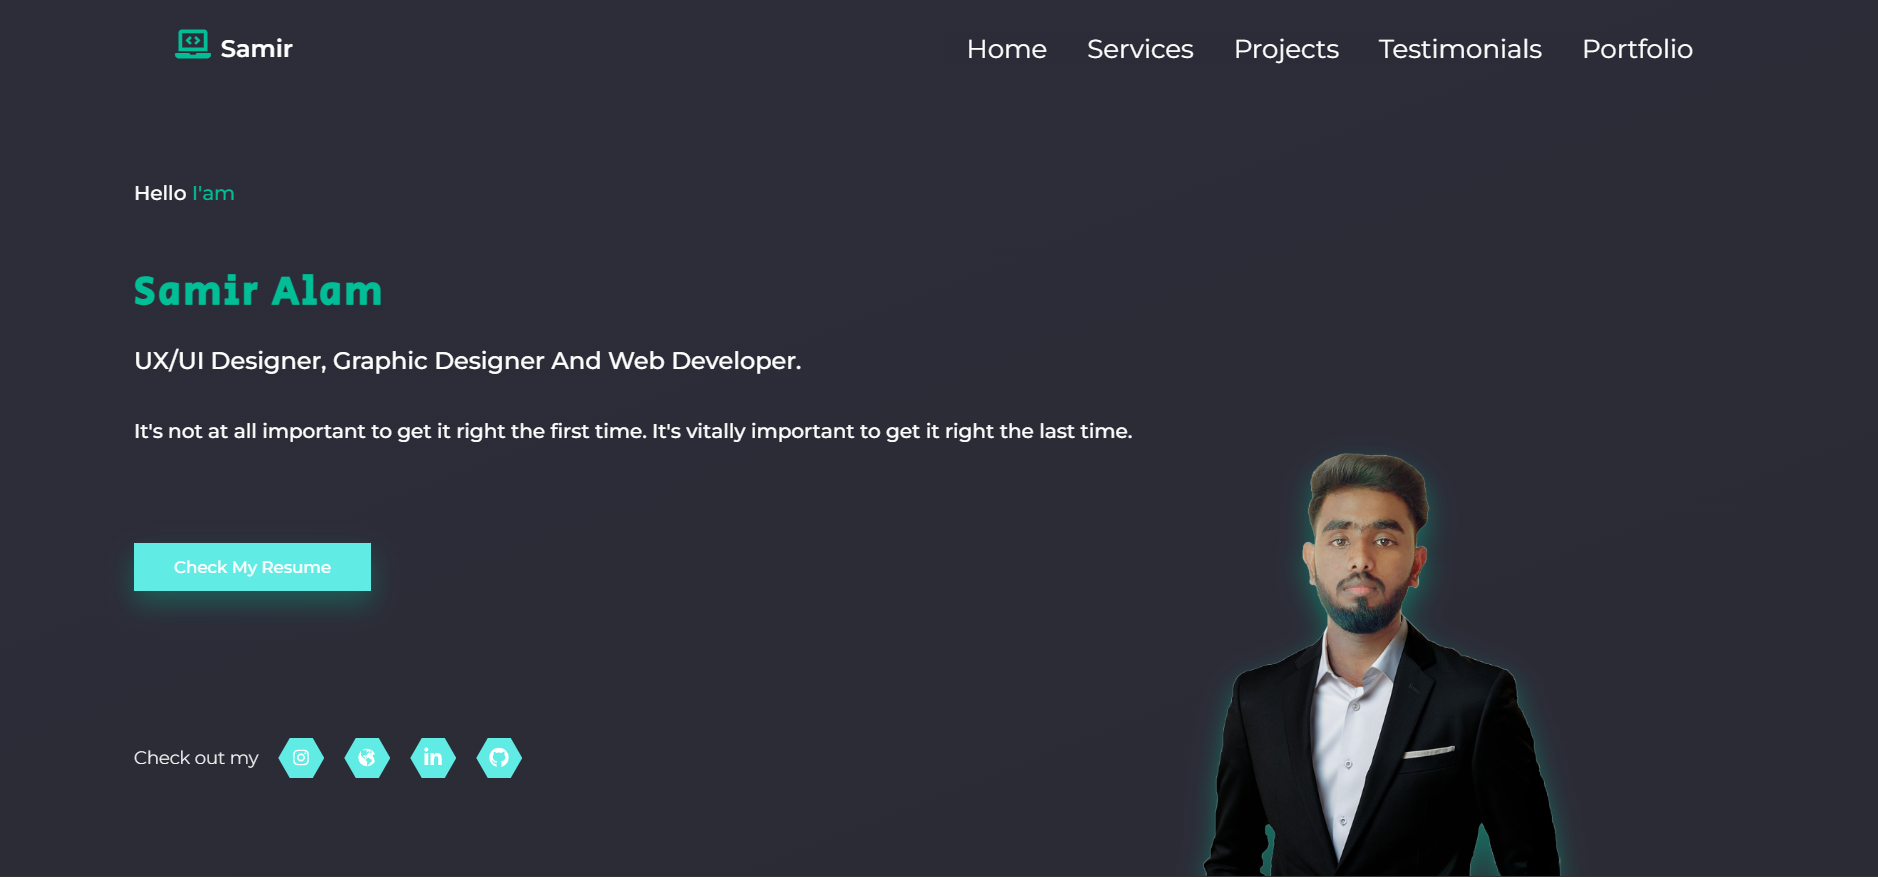 Samir
Home Services Projects Testimonials Portfolio
Hello I'am
Samir Alam
UX/UI Designer, Graphic Designer And Web Developer.
It's not at all important to get it right the first time. It's vitally important to get it right the last time.
Check My Resume
Check out my
in